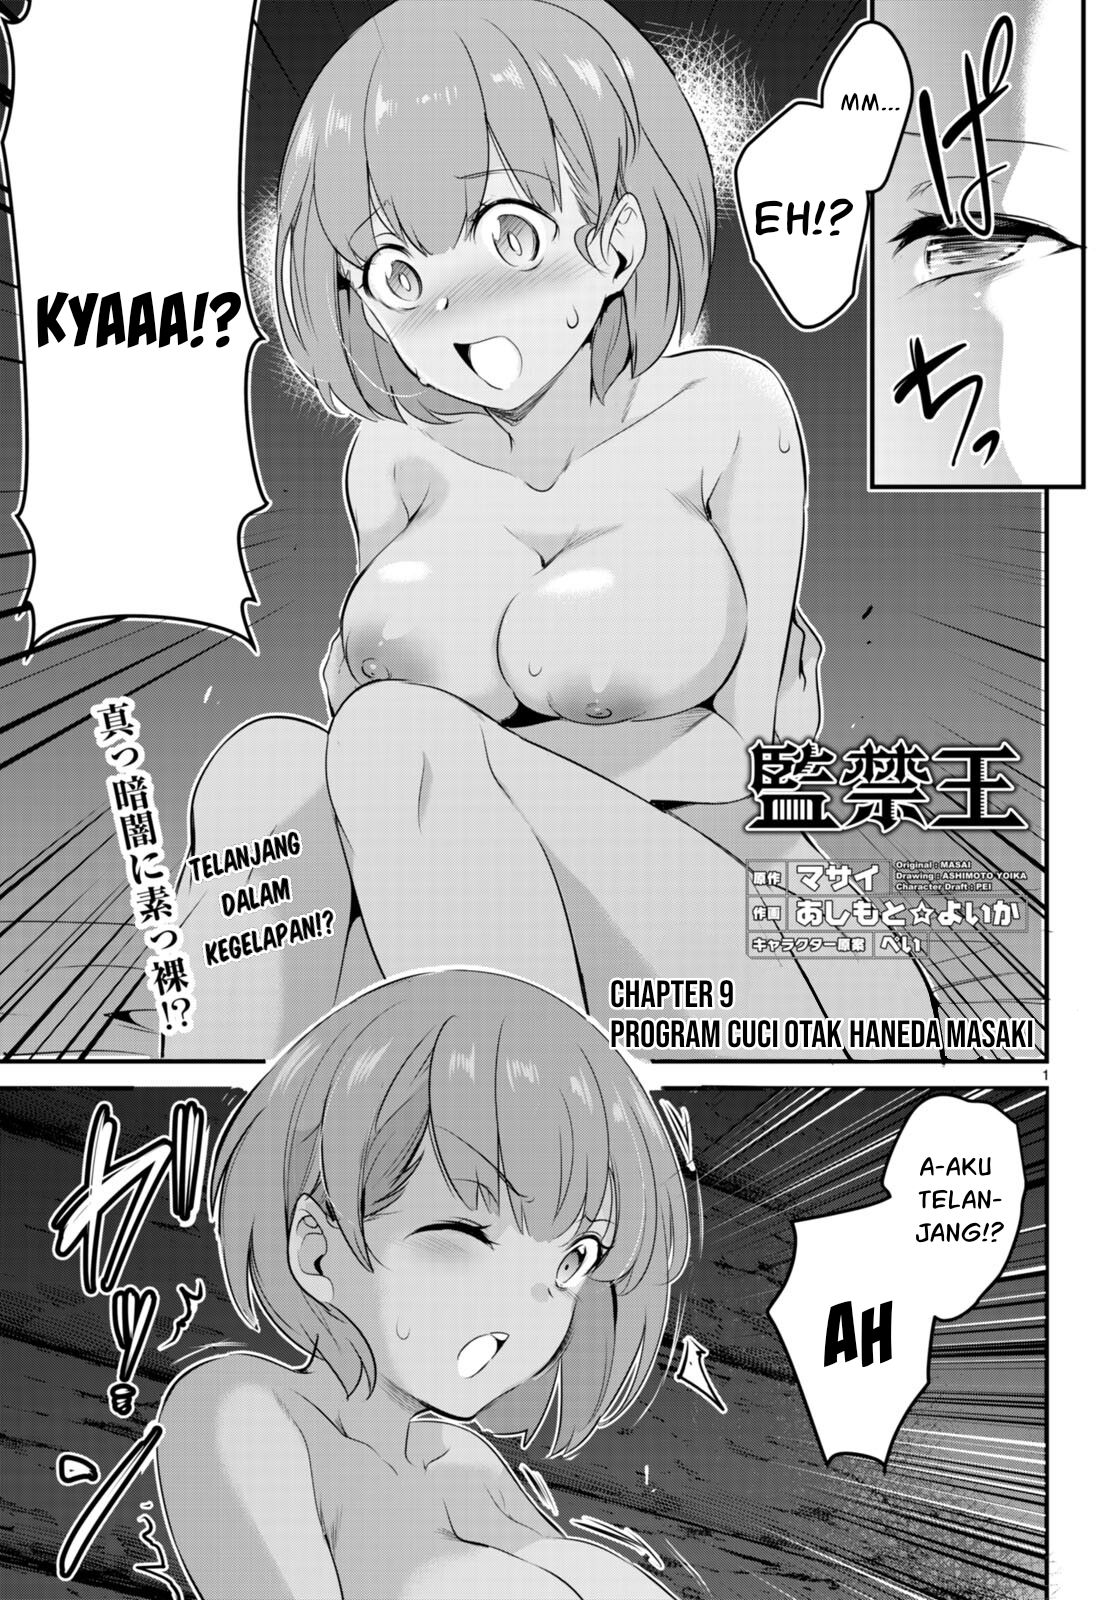 ぱ
ちっ
MM...
EH!?
KYAAA!?
真っ暗闇に素っ裸!?
TELANJANG
DALAM
KEGELAPAN!?
監禁王
原作 マサイ
Original : MASAI
Drawing : ASHIMOTO YOIKA
Character Draft : PEI
作画 あしもと☆よいか
キャラクター原案 ぺい
CHAPTER 9
PROGRAM CUCI OTAK HANEDA MASAKI
1
A-AKU
TELAN-
JANG!?
AH